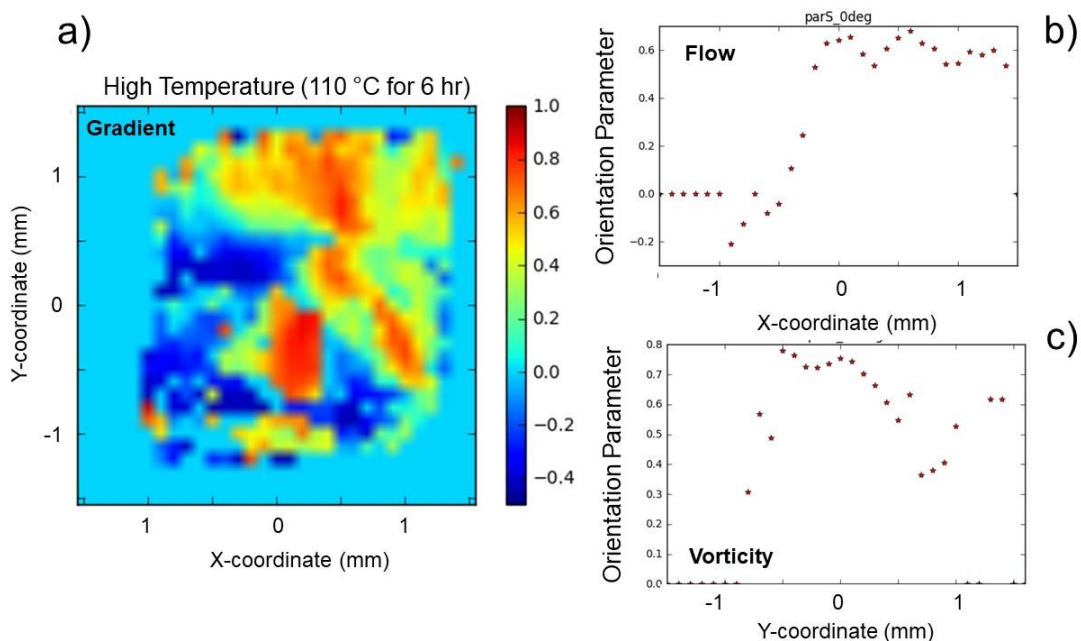 a)
High Temperature (110 °C for 6 hr)
Gradient
1.0
0.8
0.6
0.4
0.2
0.0
−0.2
−0.4
1
0
-1
Y-coordinate (mm)
1
0
1
X-coordinate (mm)
b)
parS_0deg
Flow
0.6
0.4
0.2
0.0
−0.2
Orientation Parameter
-1
0
1
X-coordinate (mm)
c)
0.8
0.7
0.6
0.5
0.4
0.3
0.2
0.1
0.0
Orientation Parameter
Vorticity
-1
0
1
Y-coordinate (mm)